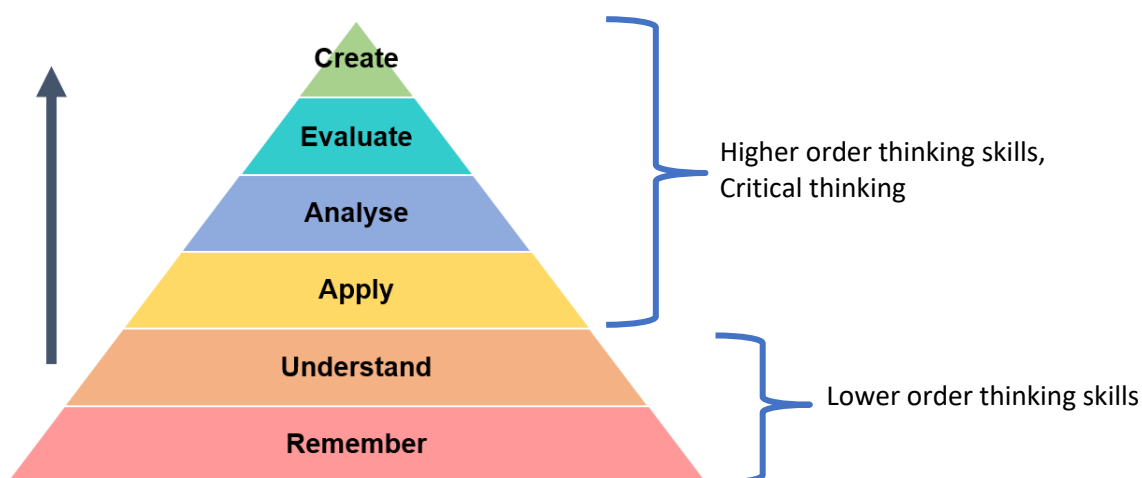 Create
Evaluate
Analyse
Apply
Understand
Remember
Higher order thinking skills,
Critical thinking
Lower order thinking skills